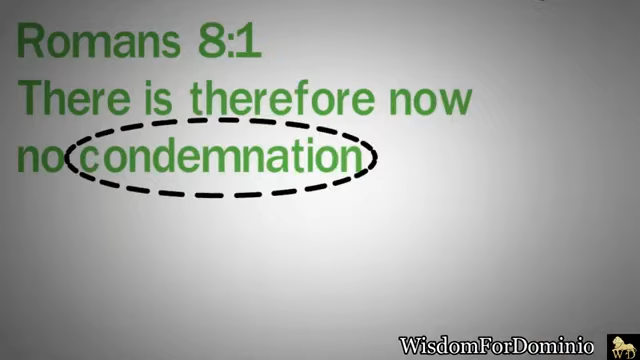 Romans 8:1
There is therefore now
no condemnation
WisdomForDominio
W D